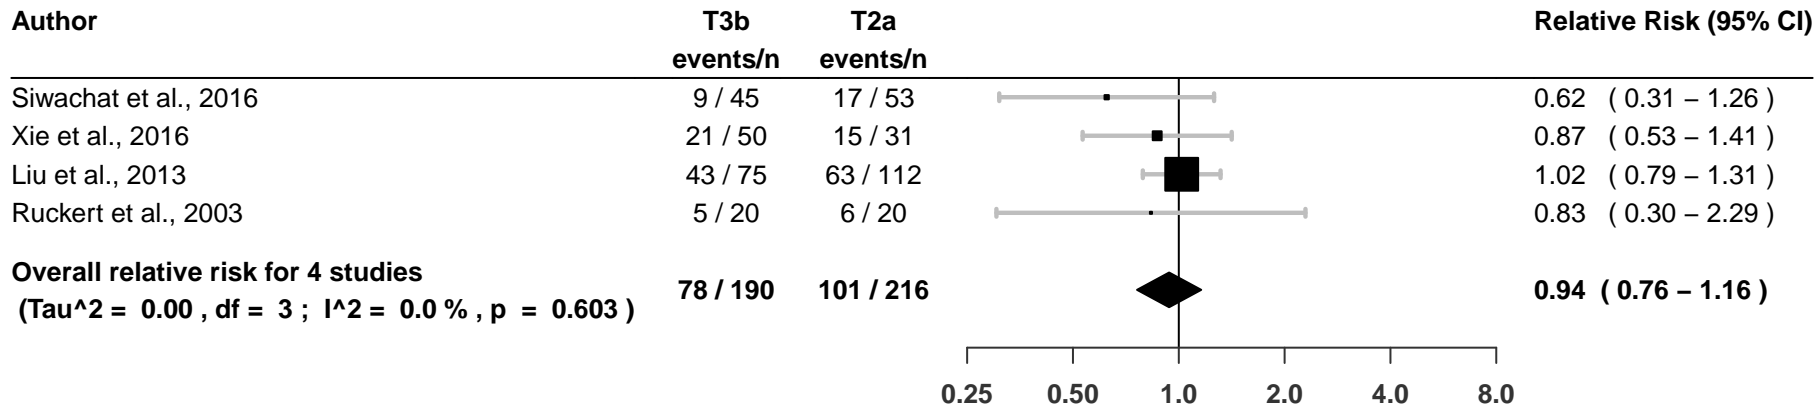 Author T3b T2a Relative Risk (95% CI)
events/n events/n
Siwachat et al., 2016 9 / 45 17 / 53 0.62 ( 0.31 − 1.26 )
Xie et al., 2016 21 / 50 15 / 31 0.87 ( 0.53 − 1.41 )
Liu et al., 2013 43 / 75 63 / 112 1.02 ( 0.79 − 1.31 )
Ruckert et al., 2003 5 / 20 6 / 20 0.83 ( 0.30 − 2.29 )
Overall relative risk for 4 studies
78 / 190 101 / 216 0.94 ( 0.76 − 1.16 )
(Tau^2 = 0.00 , df = 3 ; I^2 = 0.0 % , p = 0.603 )
0.25 0.50 1.0 2.0 4.0 8.0